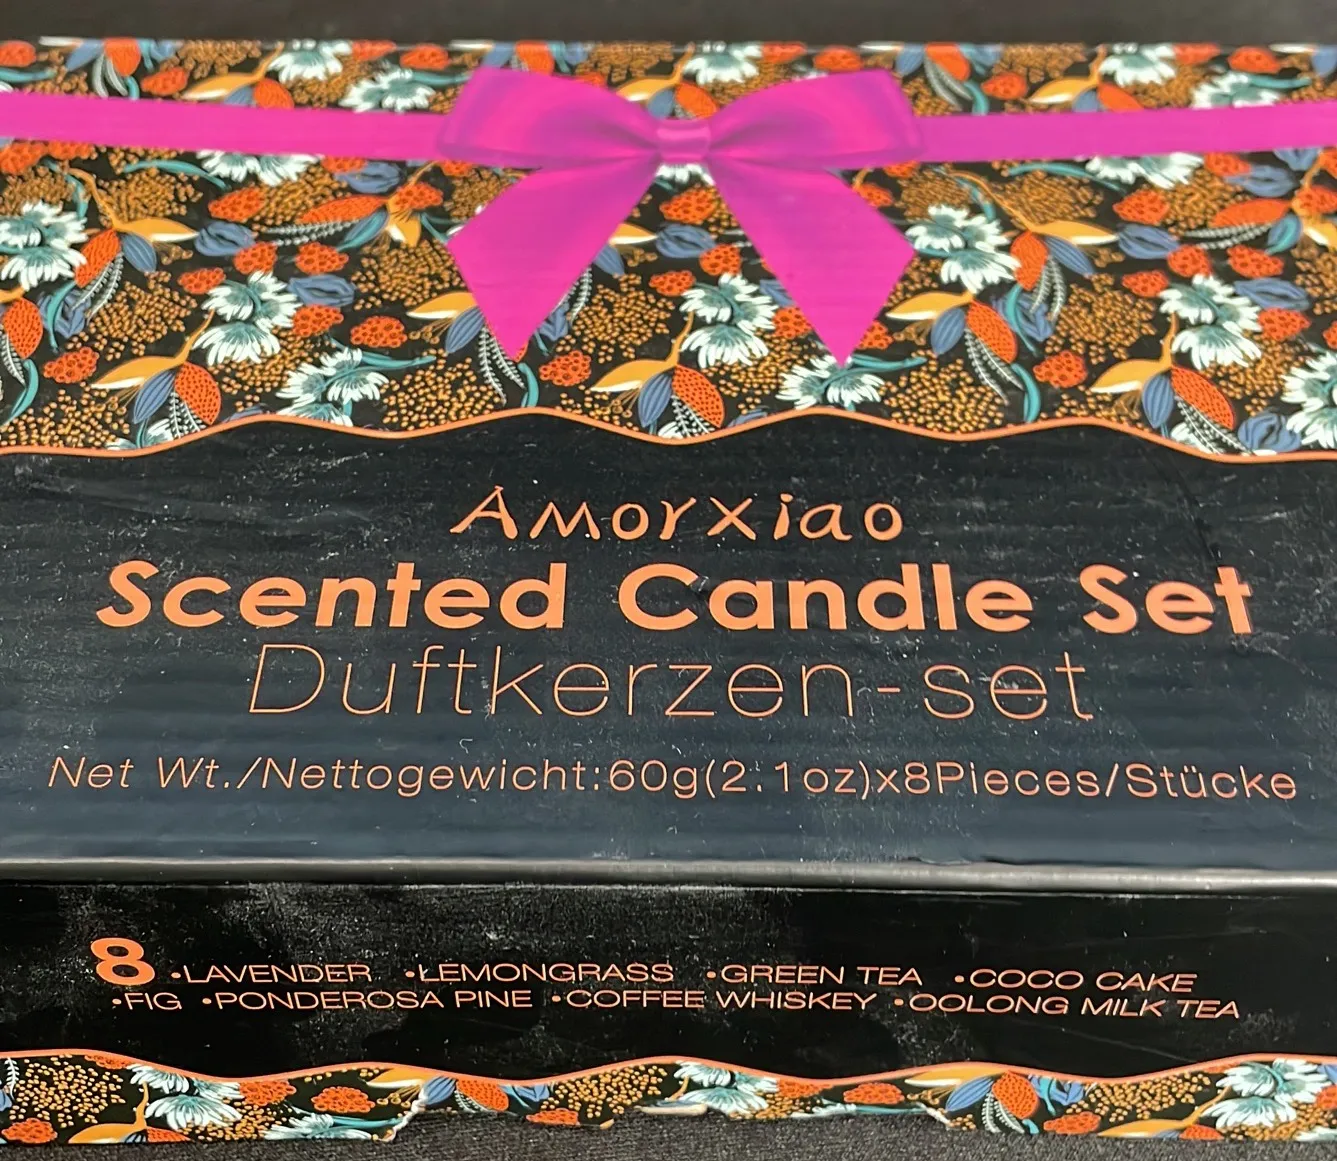 AmorXiao
Scented Candle Set
Duftkerzen-set
Net Wt./Nettogewicht:60g(2.1oz)x8Pieces/Stücke
8 •LAVENDER •LEMONGRASS •GREEN TEA •COCO CAKE
•FIG •PONDEROSA PINE •COFFEE WHISKEY •OOLONG MILK TEA